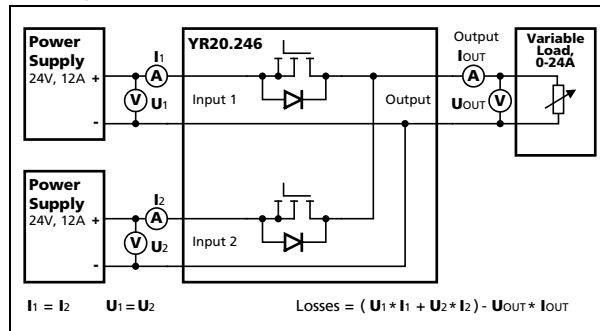 Power
Supply
24V, 12A +
-
I1
A
V U1
YR20.246
Input 1
Output
Output
IOUT
A
V
UOUT
Variable
Load,
0-24A
Power
Supply
24V, 12A +
-
I2
A
V U2
Input 2
I1 = I2 U1 = U2 Losses = ( U1 * I1 + U2 * I2 ) - UOUT * IOUT